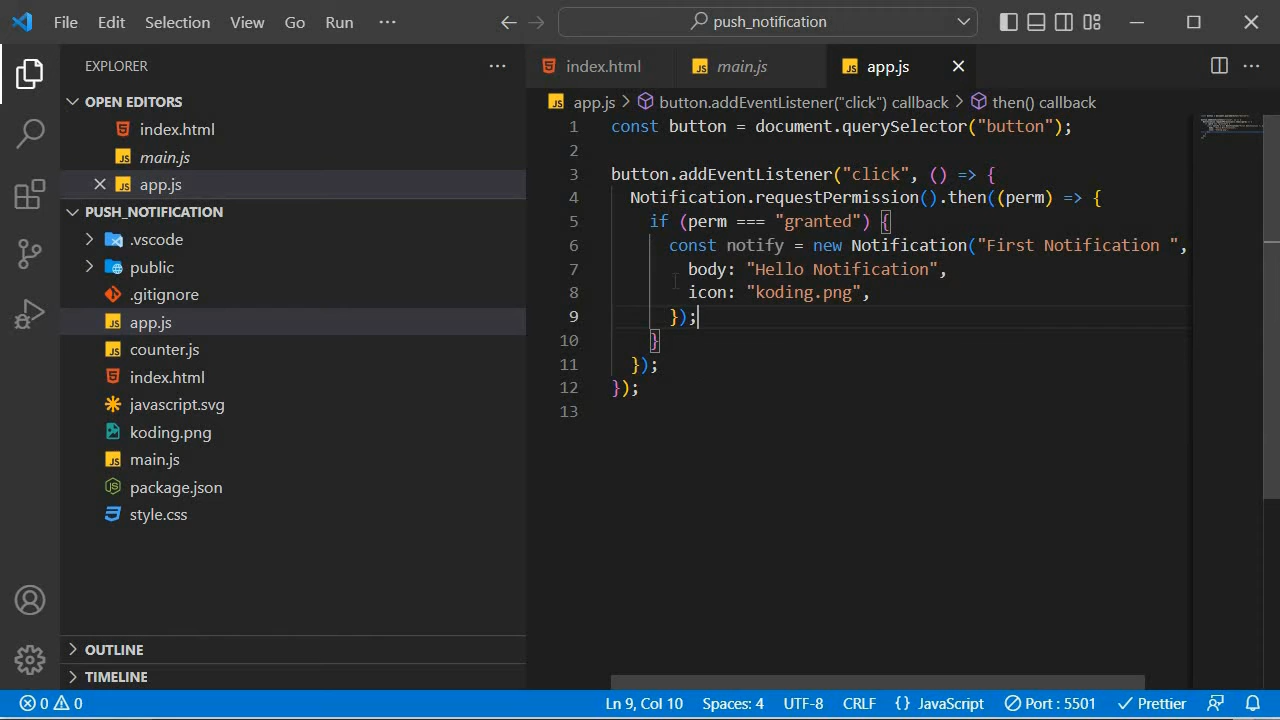 File Edit Selection View Go Run ··· push_notification
EXPLORER ···
OPEN EDITORS
index.html
main.js
app.js
PUSH_NOTIFICATION
.vscode
public
.gitignore
app.js
counter.js
index.html
javascript.svg
koding.png
main.js
package.json
style.css
OUTLINE
TIMELINE
index.html main.js app.js
app.js > button.addEventListener("click") callback > then() callback
1 const button = document.querySelector("button");
2
3 button.addEventListener("click", () => {
4 Notification.requestPermission().then((perm) => {
5 if (perm === "granted") {
6 const notify = new Notification("First Notification ",
7 body: "Hello Notification",
8 icon: "koding.png",
9 });
10 }
11 });
12 });
13
0 0 Ln 9, Col 10 Spaces: 4 UTF-8 CRLF {} JavaScript Port : 5501 Prettier